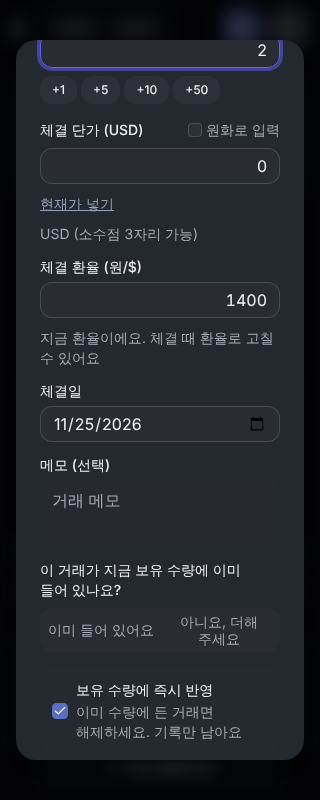 2
+1 +5 +10 +50
체결 단가 (USD) 원화로 입력
0
현재가 넣기
USD (소수점 3자리 가능)
체결 환율 (원/$)
1400
지금 환율이에요. 체결 때 환율로 고칠
수 있어요
체결일
11/25/2026
메모 (선택)
거래 메모
이 거래가 지금 보유 수량에 이미
들어 있나요?
이미 들어 있어요
아니요, 더해
주세요
보유 수량에 즉시 반영
이미 수량에 든 거래면
해제하세요. 기록만 남아요